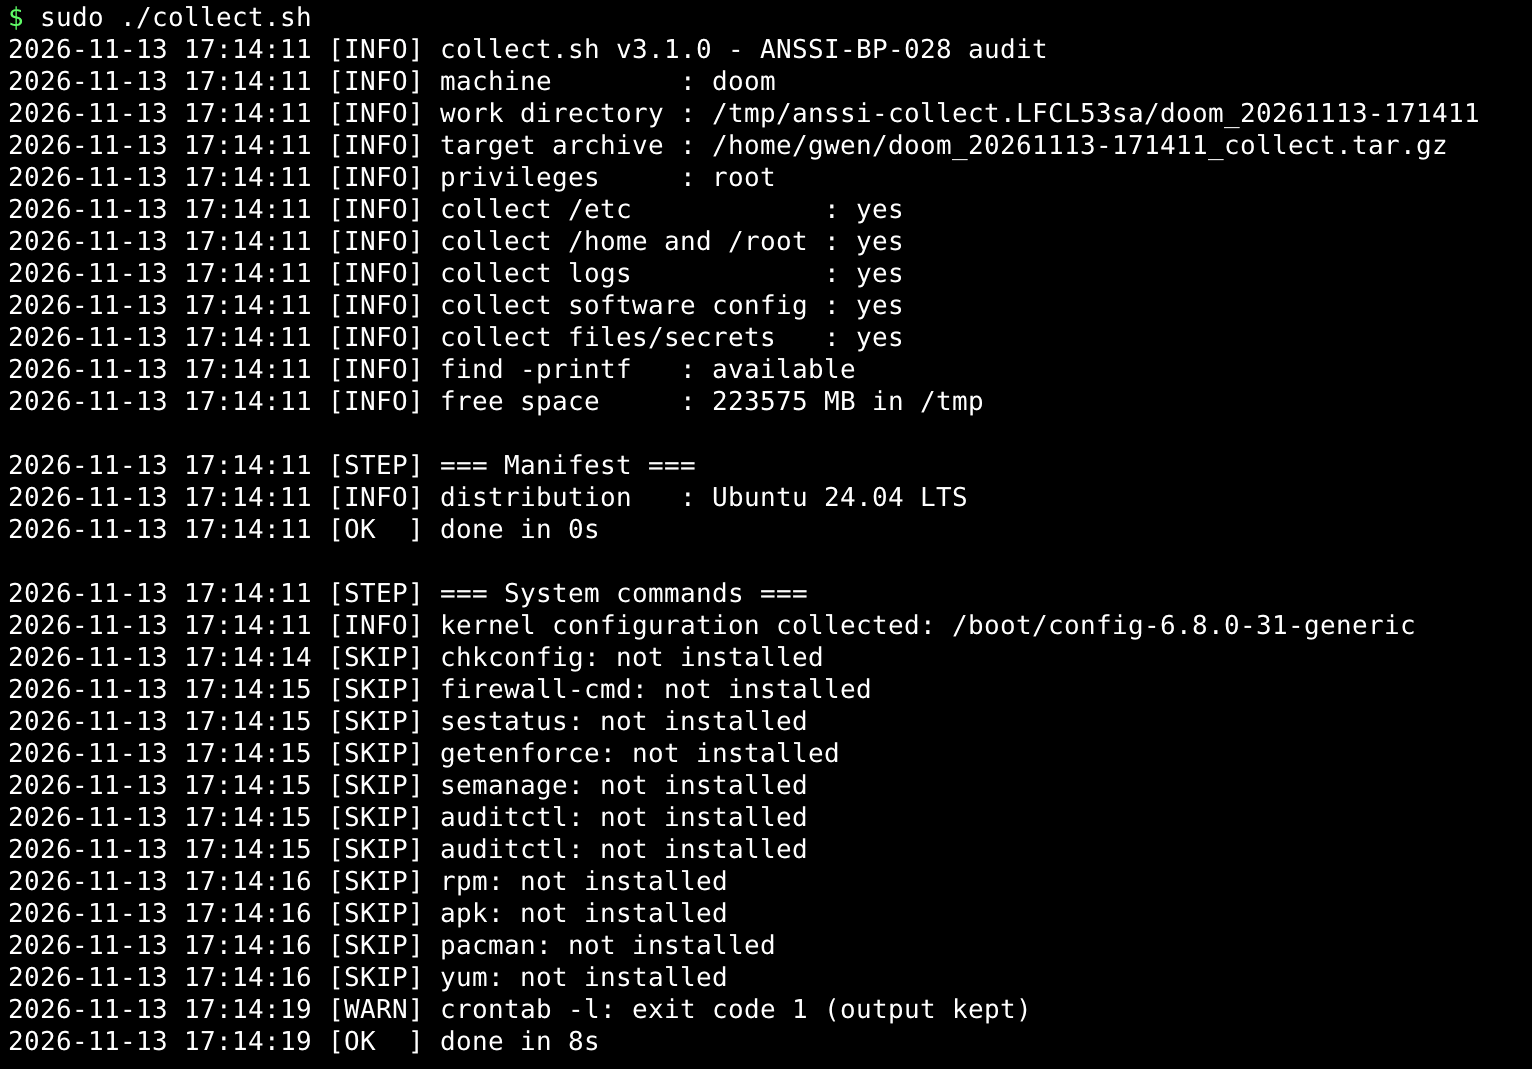 $ sudo ./collect.sh
2026-11-13 17:14:11 [INFO] collect.sh v3.1.0 - ANSSI-BP-028 audit
2026-11-13 17:14:11 [INFO] machine        : doom
2026-11-13 17:14:11 [INFO] work directory : /tmp/anssi-collect.LFCL53sa/doom_20261113-171411
2026-11-13 17:14:11 [INFO] target archive : /home/gwen/doom_20261113-171411_collect.tar.gz
2026-11-13 17:14:11 [INFO] privileges     : root
2026-11-13 17:14:11 [INFO] collect /etc            : yes
2026-11-13 17:14:11 [INFO] collect /home and /root : yes
2026-11-13 17:14:11 [INFO] collect logs            : yes
2026-11-13 17:14:11 [INFO] collect software config : yes
2026-11-13 17:14:11 [INFO] collect files/secrets   : yes
2026-11-13 17:14:11 [INFO] find -printf   : available
2026-11-13 17:14:11 [INFO] free space     : 223575 MB in /tmp

2026-11-13 17:14:11 [STEP] === Manifest ===
2026-11-13 17:14:11 [INFO] distribution   : Ubuntu 24.04 LTS
2026-11-13 17:14:11 [OK  ] done in 0s

2026-11-13 17:14:11 [STEP] === System commands ===
2026-11-13 17:14:11 [INFO] kernel configuration collected: /boot/config-6.8.0-31-generic
2026-11-13 17:14:14 [SKIP] chkconfig: not installed
2026-11-13 17:14:15 [SKIP] firewall-cmd: not installed
2026-11-13 17:14:15 [SKIP] sestatus: not installed
2026-11-13 17:14:15 [SKIP] getenforce: not installed
2026-11-13 17:14:15 [SKIP] semanage: not installed
2026-11-13 17:14:15 [SKIP] auditctl: not installed
2026-11-13 17:14:15 [SKIP] auditctl: not installed
2026-11-13 17:14:16 [SKIP] rpm: not installed
2026-11-13 17:14:16 [SKIP] apk: not installed
2026-11-13 17:14:16 [SKIP] pacman: not installed
2026-11-13 17:14:16 [SKIP] yum: not installed
2026-11-13 17:14:19 [WARN] crontab -l: exit code 1 (output kept)
2026-11-13 17:14:19 [OK  ] done in 8s